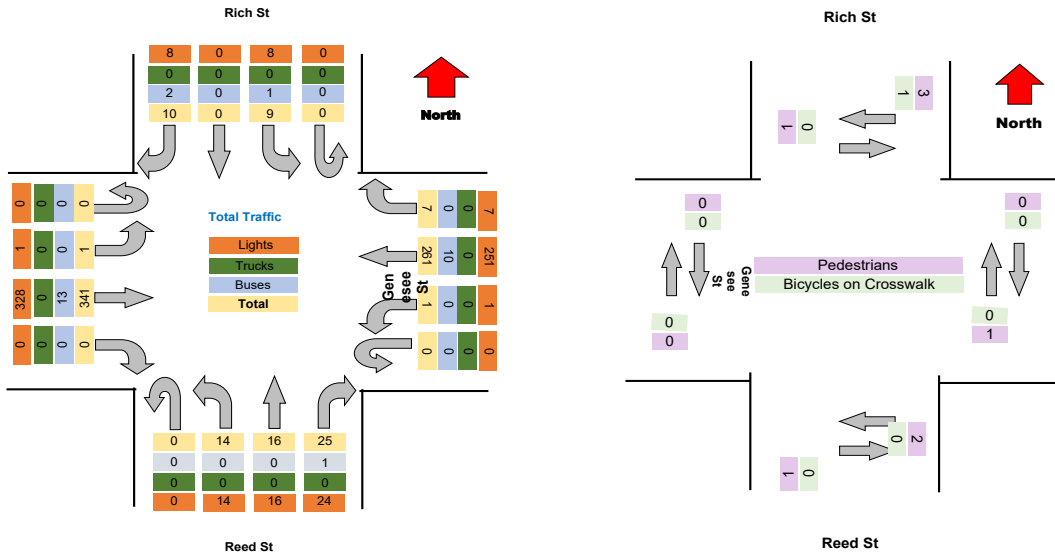 Rich St
8 0 8 0
0 0 0 0
2 0 1 0
10 0 9 0
North
0 0 0 0
1 0 0 1
328 0 13 341
0 0 0 0
Total Traffic
Lights
Trucks
Buses
Total
7 0 0 7
261 10 0 251
Gen
esee
St
1 0 0 1
0 0 0 0
0 14 16 25
0 0 0 1
0 0 0 0
0 14 16 24
Reed St
Rich St
1 3
1 0
North
0
0
0
0
Gene
see
St
Pedestrians
Bicycles on Crosswalk
0
0
0
1
0 2
1 0
Reed St